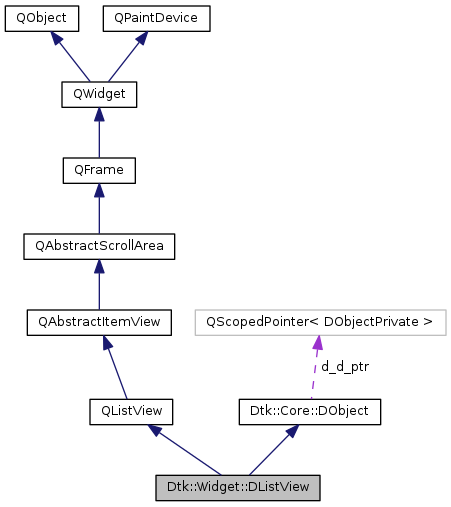 QObject
QPaintDevice
QWidget
QFrame
QAbstractScrollArea
QAbstractItemView
QScopedPointer< DObjectPrivate >
d_d_ptr
QListView
Dtk::Core::DObject
Dtk::Widget::DListView